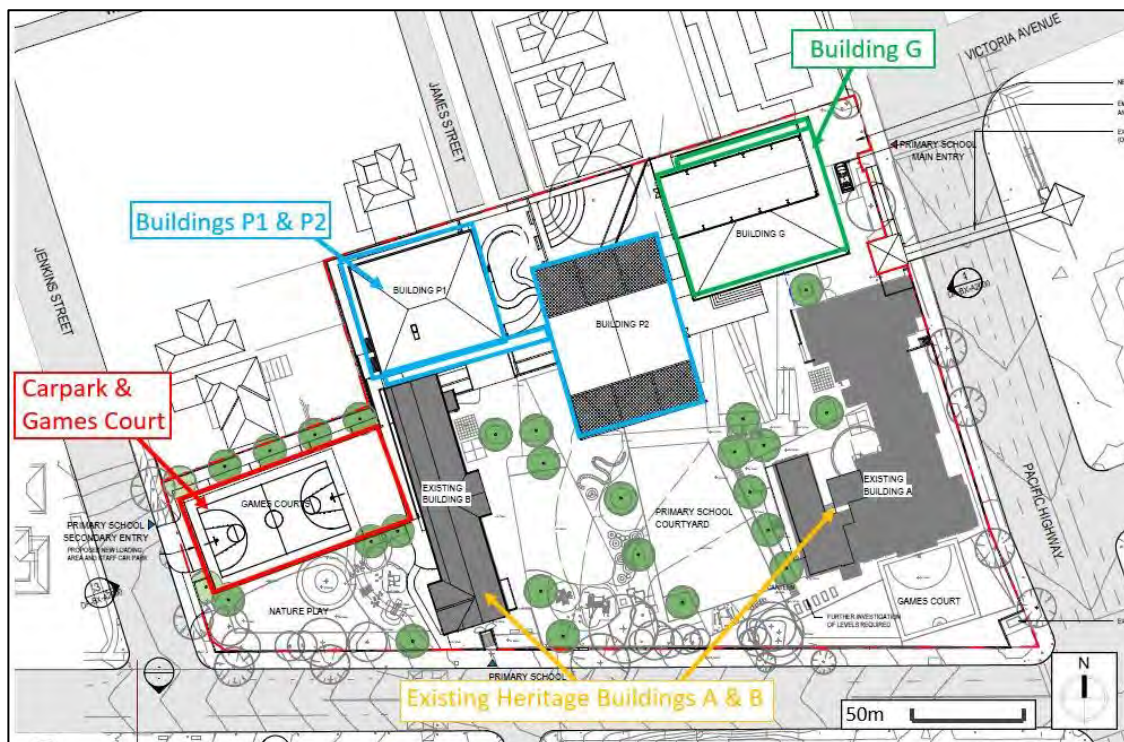 Building G
VICTORIA AVENUE
JAMES STREET
PRIMARY SCHOOL
MAIN ENTRY
Buildings P1 & P2
BUILDING G
JENKINS STREET
BUILDING P1
BUILDING P2
Carpark &
Games Court
GAMES COURTS
EXISTING
BUILDING B
EXISTING
BUILDING A
PRIMARY SCHOOL
COURTYARD
PACIFIC HIGHWAY
PRIMARY SCHOOL
SECONDARY ENTRY
PROPOSED NEW LOADING
AREA AND STAFF CAR PARK
NATURE PLAY
GAMES COURT
FURTHER INVESTIGATION
OF LEVELS REQUIRED
PRIMARY SCHOOL
Existing Heritage Buildings A & B
50m
N